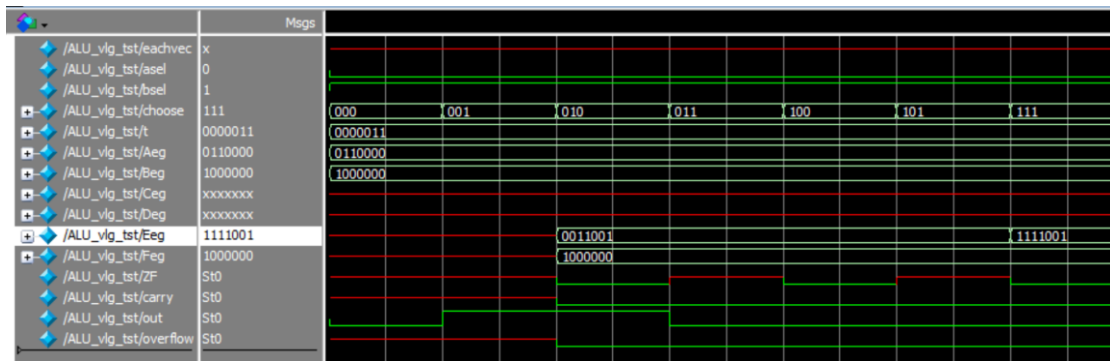 Msgs
/ALU_vlg_tst/eachvec x
/ALU_vlg_tst/asel 0
/ALU_vlg_tst/bsel 1
/ALU_vlg_tst/choose 111 000 001 010 011 100 101 111
/ALU_vlg_tst/t 0000011 0000011
/ALU_vlg_tst/Aeg 0110000 0110000
/ALU_vlg_tst/Beg 1000000 1000000
/ALU_vlg_tst/Ceg xxxxxxx
/ALU_vlg_tst/Deg xxxxxxx
/ALU_vlg_tst/Eeg 1111001 0011001 1111001
/ALU_vlg_tst/Feg 1000000 1000000
/ALU_vlg_tst/ZF St0
/ALU_vlg_tst/carry St0
/ALU_vlg_tst/out St0
/ALU_vlg_tst/overflow St0